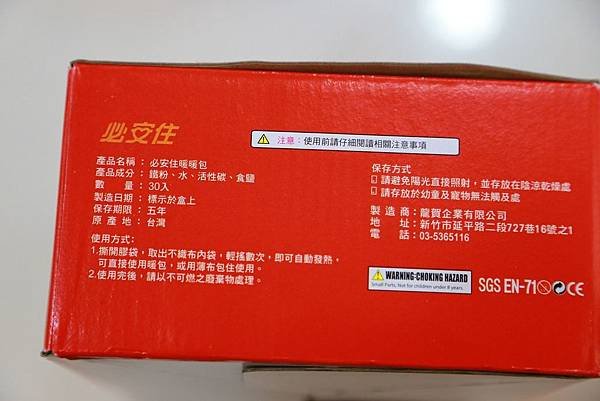 必安住
注意：使用前請仔細閱讀相關注意事項
產品名稱：必安住暖暖包
產品成分：鐵粉、水、活性碳、食鹽
數量：30入
製造日期：標示於盒上
保存期限：五年
原產地：台灣
使用方式：
1.撕開膠袋，取出不織布內袋，輕搖數次，即可自動發熱，
可直接使用暖包，或用薄布包住使用。
2.使用完後，請以不可燃之廢棄物處理。
保存方式
請避免陽光直接照射，並存放在陰涼乾燥處
請存放於幼童及寵物無法觸及處
製造商：龍賀企業有限公司
地址：新竹市延平路二段727巷16號之1
電話：03-5365116
WARNING-CHOKING HAZARD
Small Parts, Not for children under 8 years.
SGS EN-71 CE